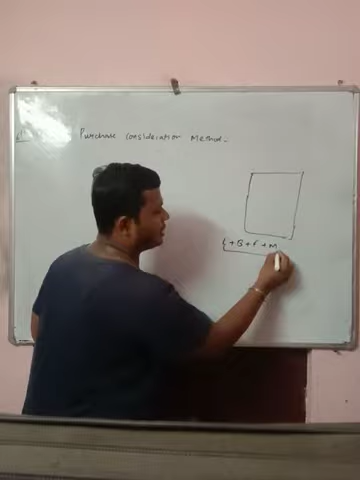 Purchase Consideration Method:-
+ B + F + M